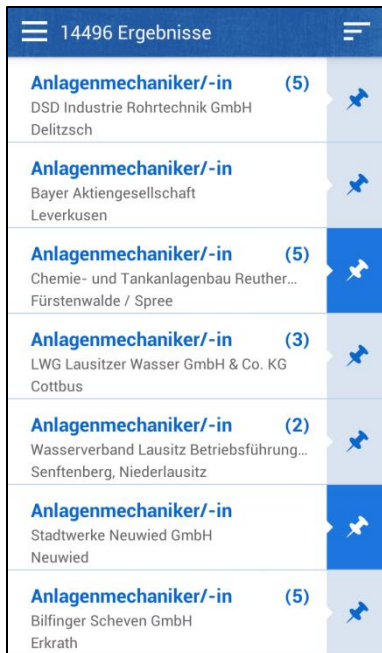 14496 Ergebnisse
Anlagenmechaniker/-in (5)
DSD Industrie Rohrtechnik GmbH
Delitzsch
Anlagenmechaniker/-in
Bayer Aktiengesellschaft
Leverkusen
Anlagenmechaniker/-in (5)
Chemie- und Tankanlagenbau Reuther...
Fürstenwalde / Spree
Anlagenmechaniker/-in (3)
LWG Lausitzer Wasser GmbH & Co. KG
Cottbus
Anlagenmechaniker/-in (2)
Wasserverband Lausitz Betriebsführung...
Senftenberg, Niederlausitz
Anlagenmechaniker/-in
Stadtwerke Neuwied GmbH
Neuwied
Anlagenmechaniker/-in (5)
Bilfinger Scheven GmbH
Erkrath